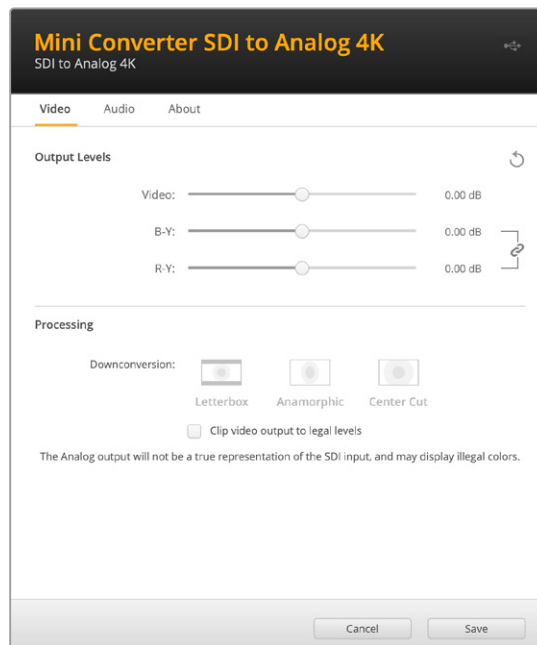 Mini Converter SDI to Analog 4K
SDI to Analog 4K
Video Audio About
Output Levels
Video: 0.00 dB
B-Y: 0.00 dB
R-Y: 0.00 dB
Processing
Downconversion:
Letterbox Anamorphic Center Cut
Clip video output to legal levels
The Analog output will not be a true representation of the SDI input, and may display illegal colors.
Cancel Save